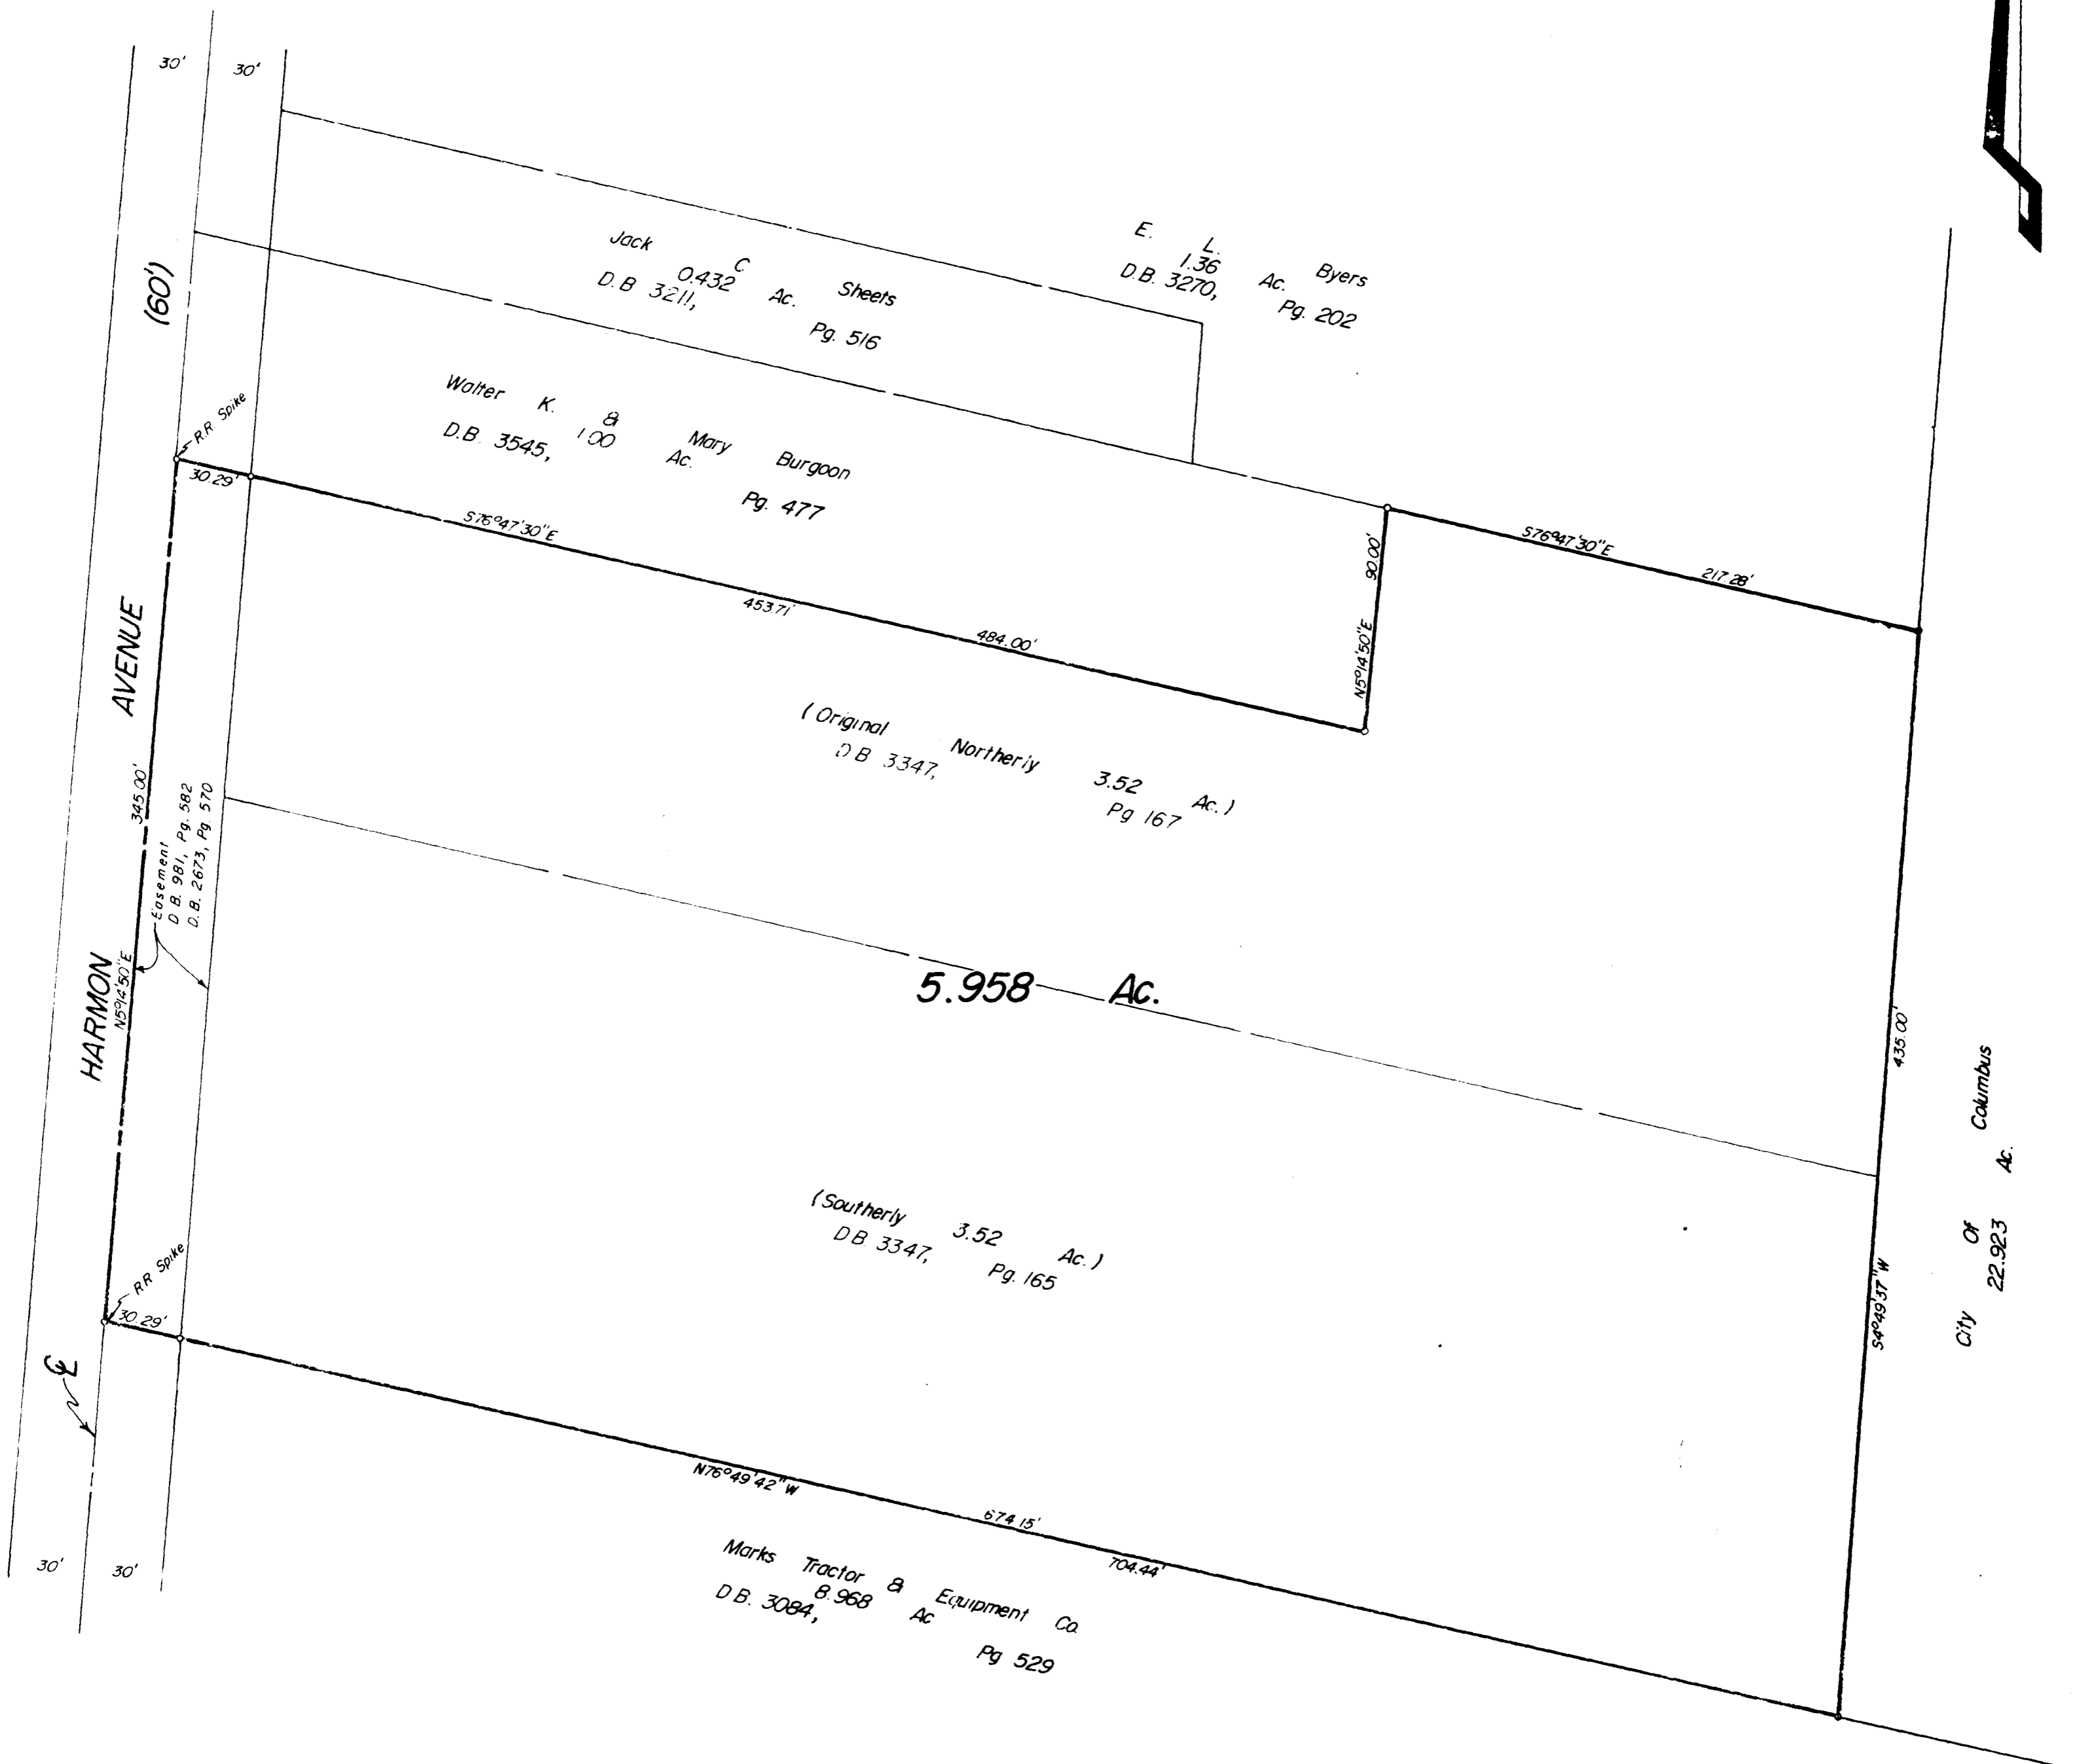 30' 30'
(60')
E. L. Byers
1.36 Ac.
D.B. 3270, Pg. 202
Jack C Sheets
0.432 Ac.
D.B 3211, Pg. 516
Walter K. & Mary Burgoon
1.00 Ac.
D.B. 3545, Pg. 477
R.R Spike
30.29'
S76°47'30"E
453.71'
484.00'
90.00'
N5°14'50"E
S76°47'30"E
217.28'
HARMON AVENUE
345.00'
N5°14'50"E
Easement
D B. 981, Pg. 582
D.B. 2673, Pg. 570
(Original Northerly 3.52 Ac.)
D B 3347, Pg 167
5.958 Ac.
435.00'
S4°49'37"W
City Of Columbus
22.923 Ac.
(Southerly 3.52 Ac.)
D B 3347, Pg. 165
R R Spike
30.29'
℄
N76°49'42"W
674.15'
704.44'
Marks Tractor & Equipment Co
8.968 Ac
D B. 3084, Pg 529
30' 30'